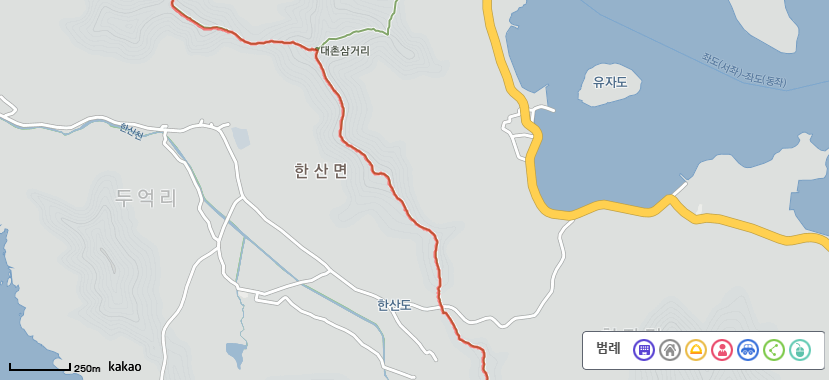 대촌삼거리
유자도
좌도(서좌)-좌도(동좌)
한산천
한산면
두억리
한산도
범례
250m kakao